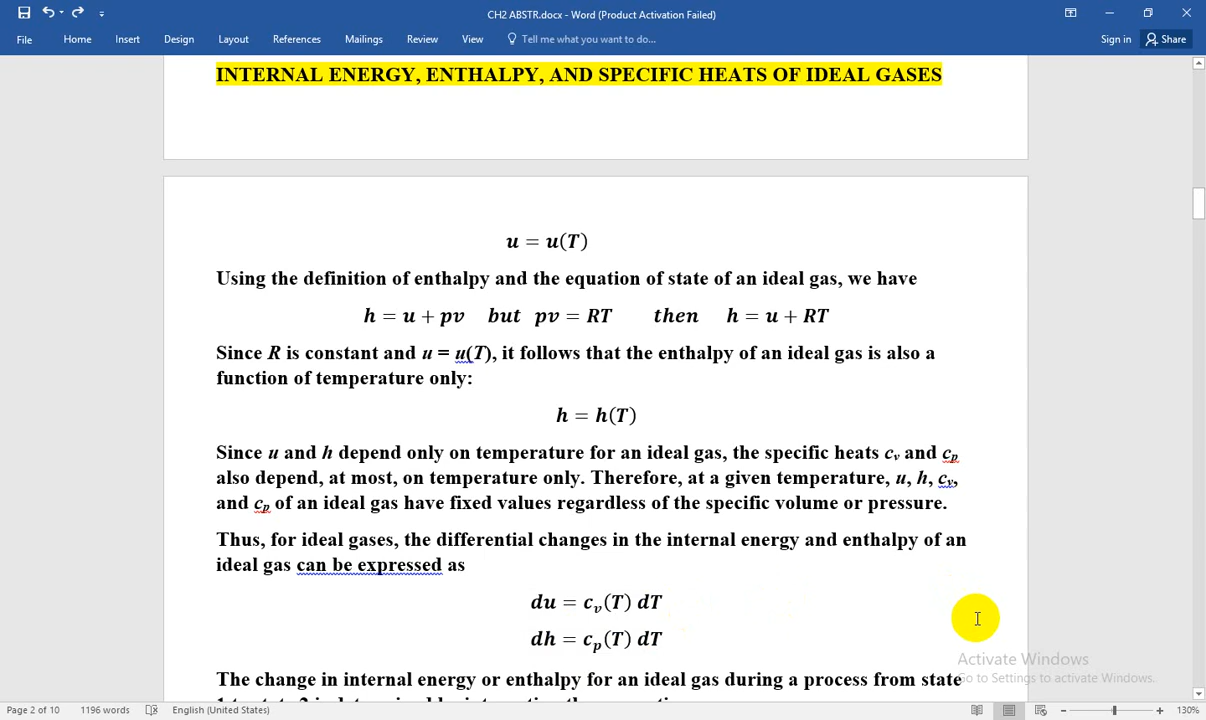 CH2 ABSTR.docx - Word (Product Activation Failed)
File Home Insert Design Layout References Mailings Review View Tell me what you want to do... Sign in Share
INTERNAL ENERGY, ENTHALPY, AND SPECIFIC HEATS OF IDEAL GASES
u = u(T)
Using the definition of enthalpy and the equation of state of an ideal gas, we have
h = u + pv but pv = RT then h = u + RT
Since R is constant and u = u(T), it follows that the enthalpy of an ideal gas is also a
function of temperature only:
h = h(T)
Since u and h depend only on temperature for an ideal gas, the specific heats cᵥ and cₚ
also depend, at most, on temperature only. Therefore, at a given temperature, u, h, cᵥ,
and cₚ of an ideal gas have fixed values regardless of the specific volume or pressure.
Thus, for ideal gases, the differential changes in the internal energy and enthalpy of an
ideal gas can be expressed as
du = cᵥ(T) dT
dh = cₚ(T) dT
Activate Windows
The change in internal energy or enthalpy for an ideal gas during a process from state
Go to Settings to activate Windows.
Page 2 of 10 1196 words English (United States) 130%